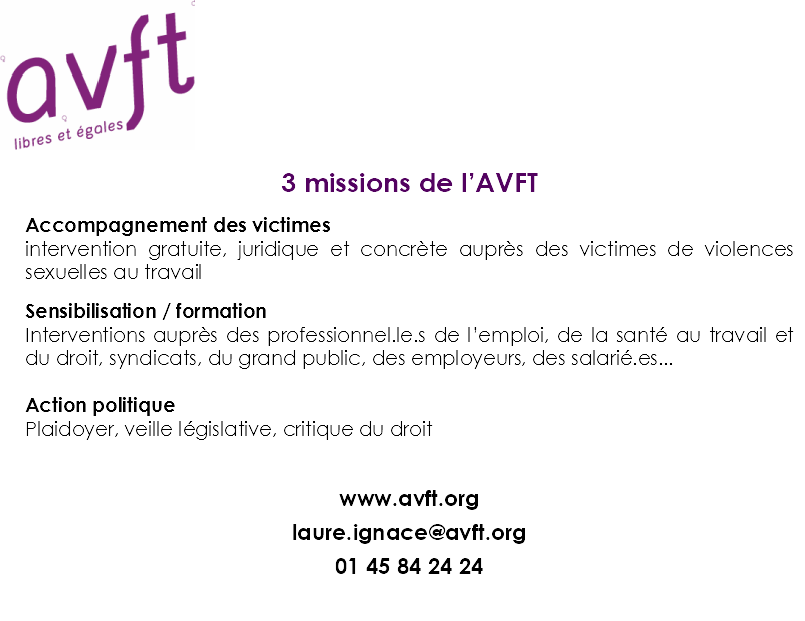 avft
libres et égales
3 missions de l’AVFT
Accompagnement des victimes
intervention gratuite, juridique et concrète auprès des victimes de violences
sexuelles au travail
Sensibilisation / formation
Interventions auprès des professionnel.le.s de l’emploi, de la santé au travail et
du droit, syndicats, du grand public, des employeurs, des salarié.es...
Action politique
Plaidoyer, veille législative, critique du droit
www.avft.org
laure.ignace@avft.org
01 45 84 24 24